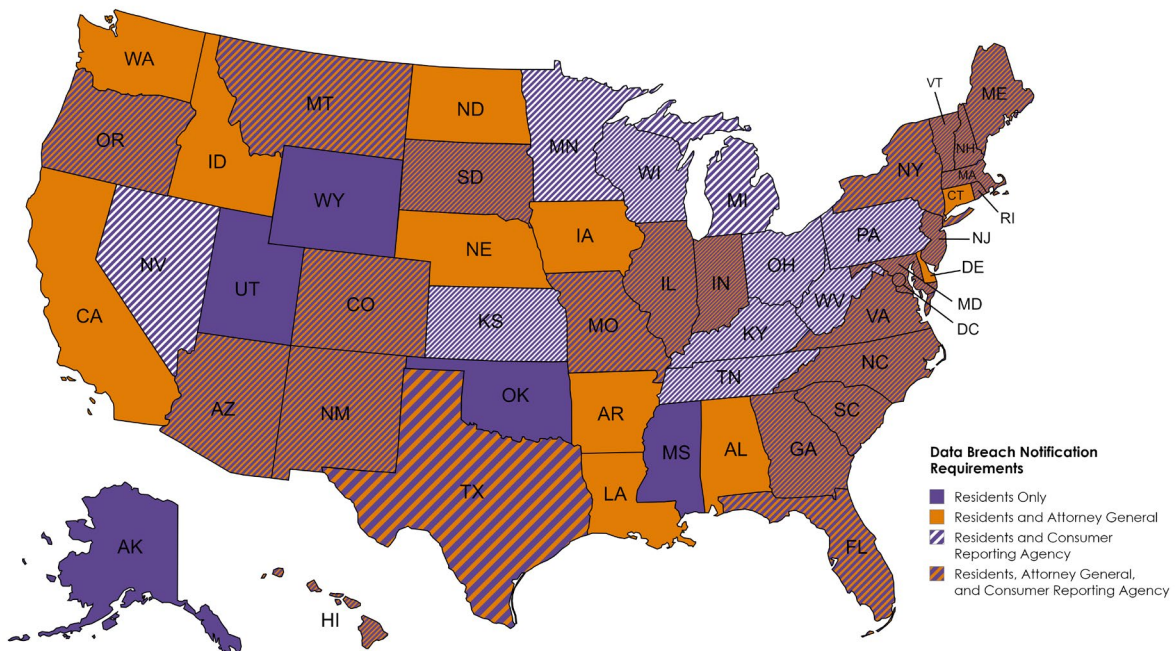 WA
MT
ND
MN
VT
ME
OR
ID
SD
WI
MI
NY
NH
MA
CT
RI
WY
NE
IA
PA
NJ
NV
UT
CO
KS
IL
IN
OH
WV
DE
MD
DC
CA
MO
KY
VA
AZ
NM
OK
AR
TN
NC
SC
TX
LA
MS
AL
GA
FL
AK
HI
Data Breach Notification
Requirements
Residents Only
Residents and Attorney General
Residents and Consumer
Reporting Agency
Residents, Attorney General,
and Consumer Reporting Agency